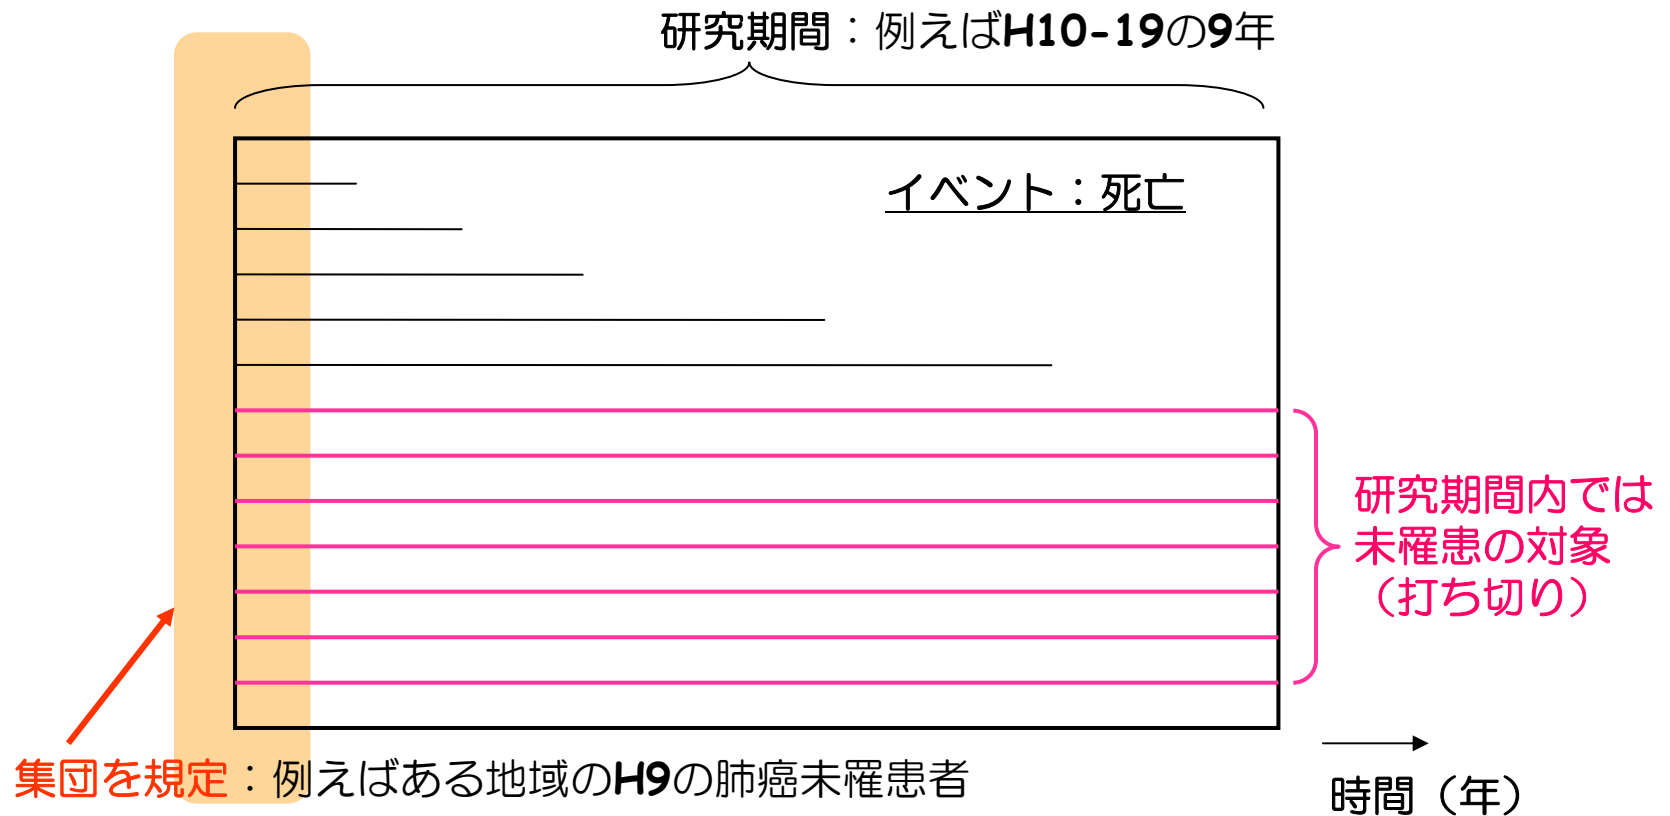 研究期間：例えばH10-19の9年
イベント：死亡
研究期間内では
未罹患の対象
（打ち切り）
集団を規定：例えばある地域のH9の肺癌未罹患者
時間（年）